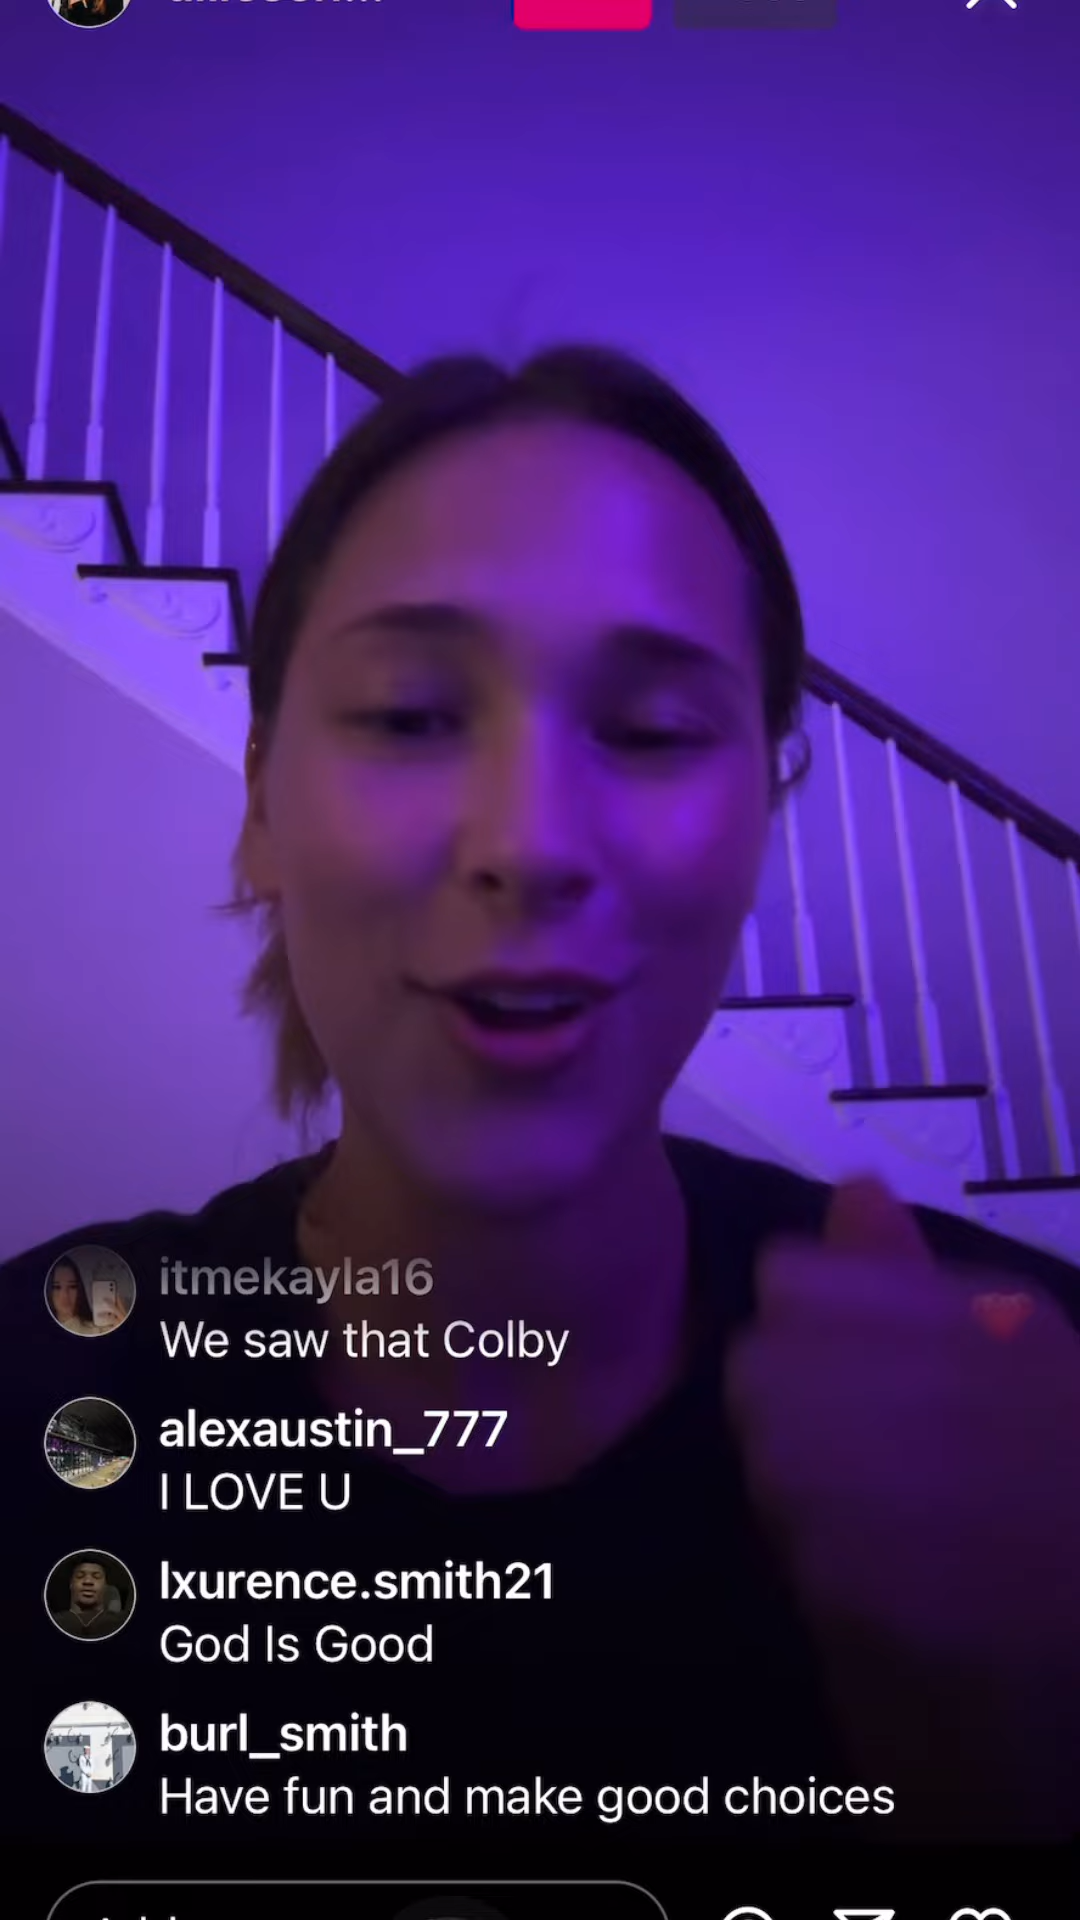 itmekayla16
We saw that Colby
alexaustin_777
I LOVE U
lxurence.smith21
God Is Good
burl_smith
Have fun and make good choices